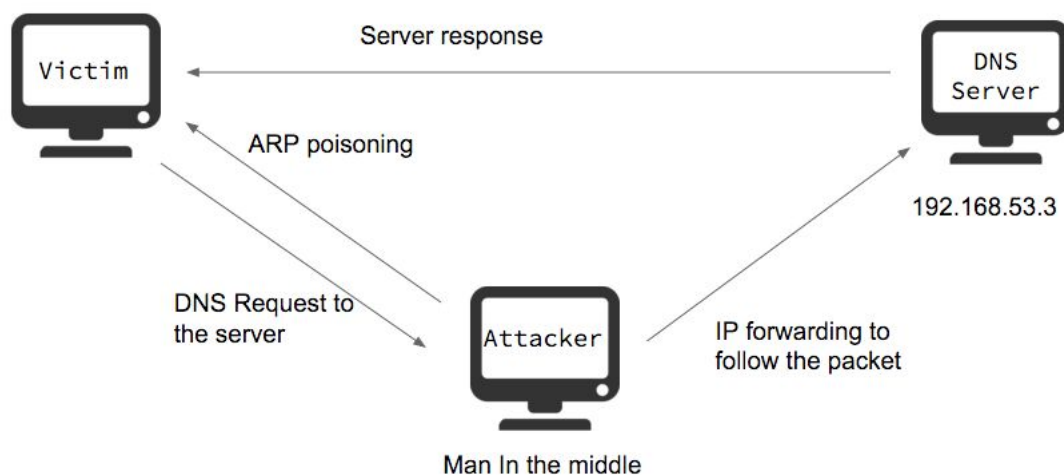 Server response
Victim
DNS
Server
ARP poisoning
192.168.53.3
DNS Request to
the server
Attacker
IP forwarding to
follow the packet
Man In the middle